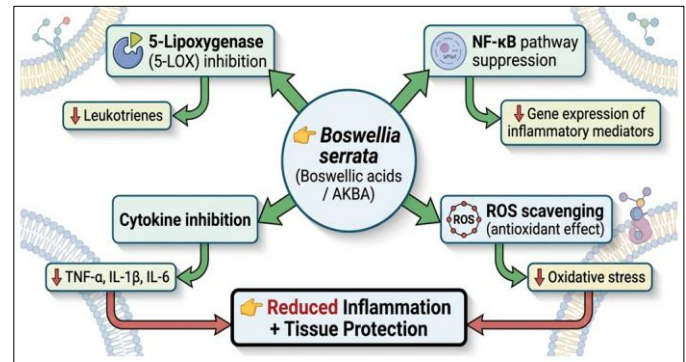 5-Lipoxygenase
(5-LOX) inhibition
NF-κB pathway
suppression
↓ Leukotrienes
↓ Gene expression of
inflammatory mediators
👉 Boswellia
serrata
(Boswellic acids
/ AKBA)
Cytokine inhibition
ROS
ROS scavenging
(antioxidant effect)
↓ TNF-α, IL-1β, IL-6
↓ Oxidative stress
👉 Reduced Inflammation
+ Tissue Protection